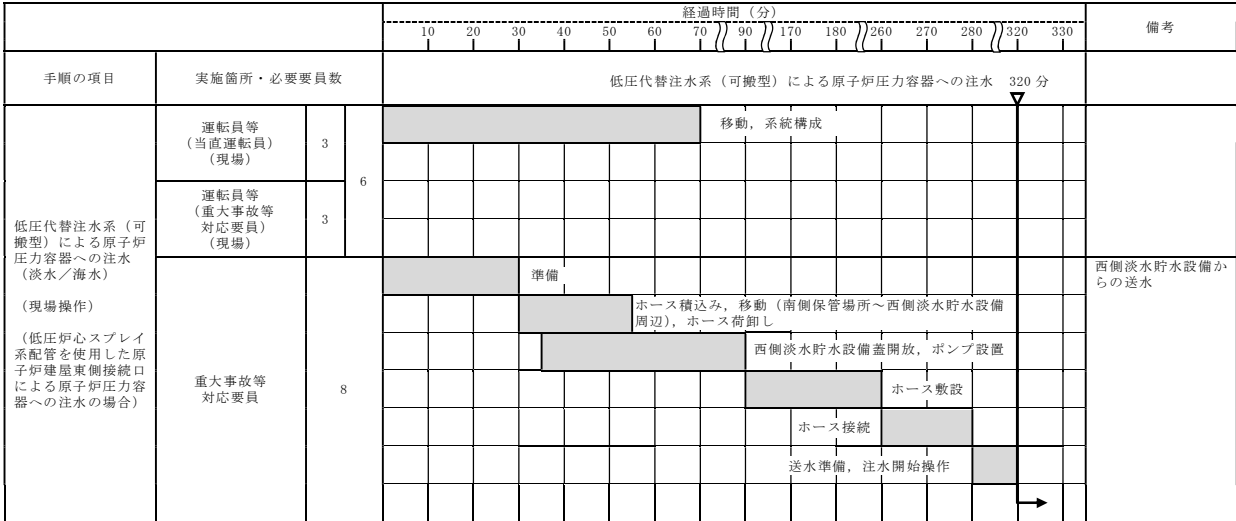 経過時間（分）
備考
10 20 30 40 50 60 70 90 170 180 260 270 280 320 330
手順の項目
実施箇所・必要要員数
低圧代替注水系（可搬型）による原子炉圧力容器への注水 320 分
低圧代替注水系（可
搬型）による原子炉
圧力容器への注水
（淡水／海水）
（現場操作）
（低圧炉心スプレイ
系配管を使用した原
子炉建屋東側接続口
による原子炉圧力容
器への注水の場合）
運転員等
（当直運転員）
（現場）
3
6
移動，系統構成
運転員等
（重大事故等
対応要員）
（現場）
3
重大事故等
対応要員
8
準備
ホース積込み，移動（南側保管場所～西側淡水貯水設備
周辺），ホース荷卸し
西側淡水貯水設備蓋開放，ポンプ設置
ホース敷設
ホース接続
送水準備，注水開始操作
西側淡水貯水設備か
らの送水